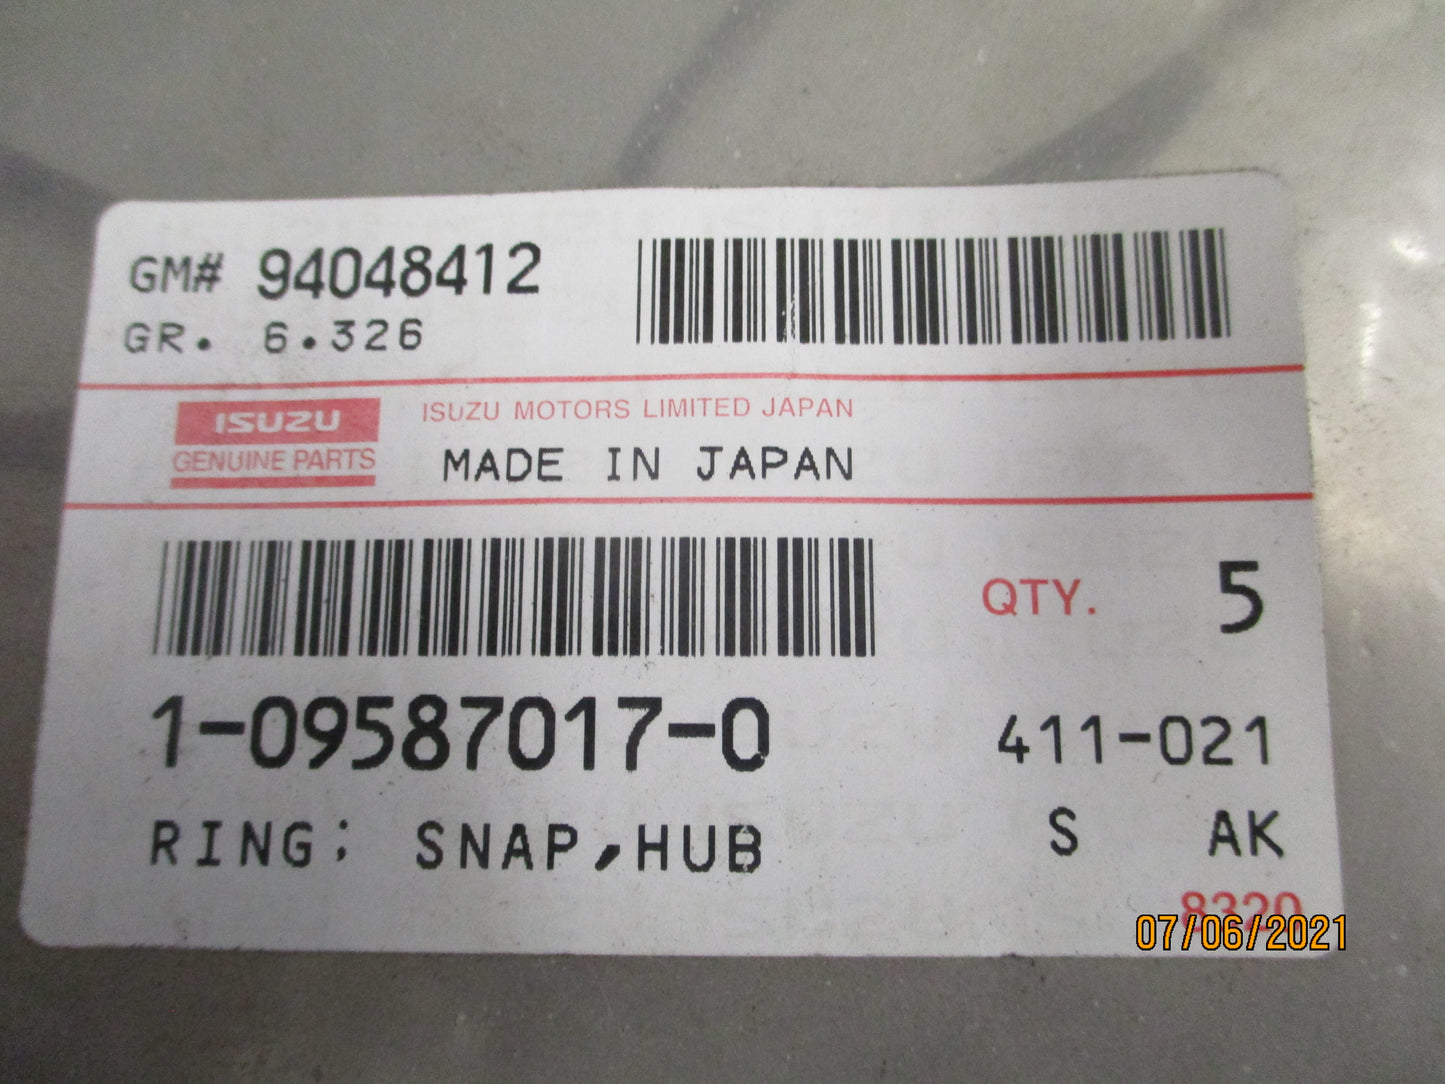 GM# 94048412
GR. 6.326
ISUZU
GENUINE PARTS
ISUZU MOTORS LIMITED JAPAN
MADE IN JAPAN
QTY. 5
1-09587017-0
411-021
RING; SNAP,HUB
S AK
8320
07/06/2021